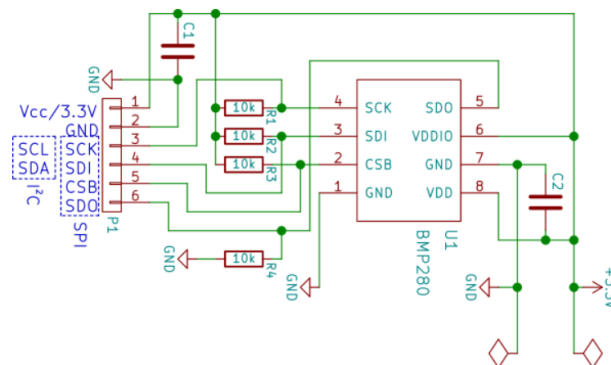 C1
GND
1
Vcc/3.3V
2
GND
3
SCL
SCK
4
SDA
SDI
5
I²C
CSB
6
SDO
SPI
P1
10k
R1
10k
R2
10k
R3
10k
R4
GND
GND
4
SCK
3
SDI
2
CSB
1
GND
SDO
5
VDDIO
6
GND
7
VDD
8
U1
BMP280
C2
GND
+3.3V